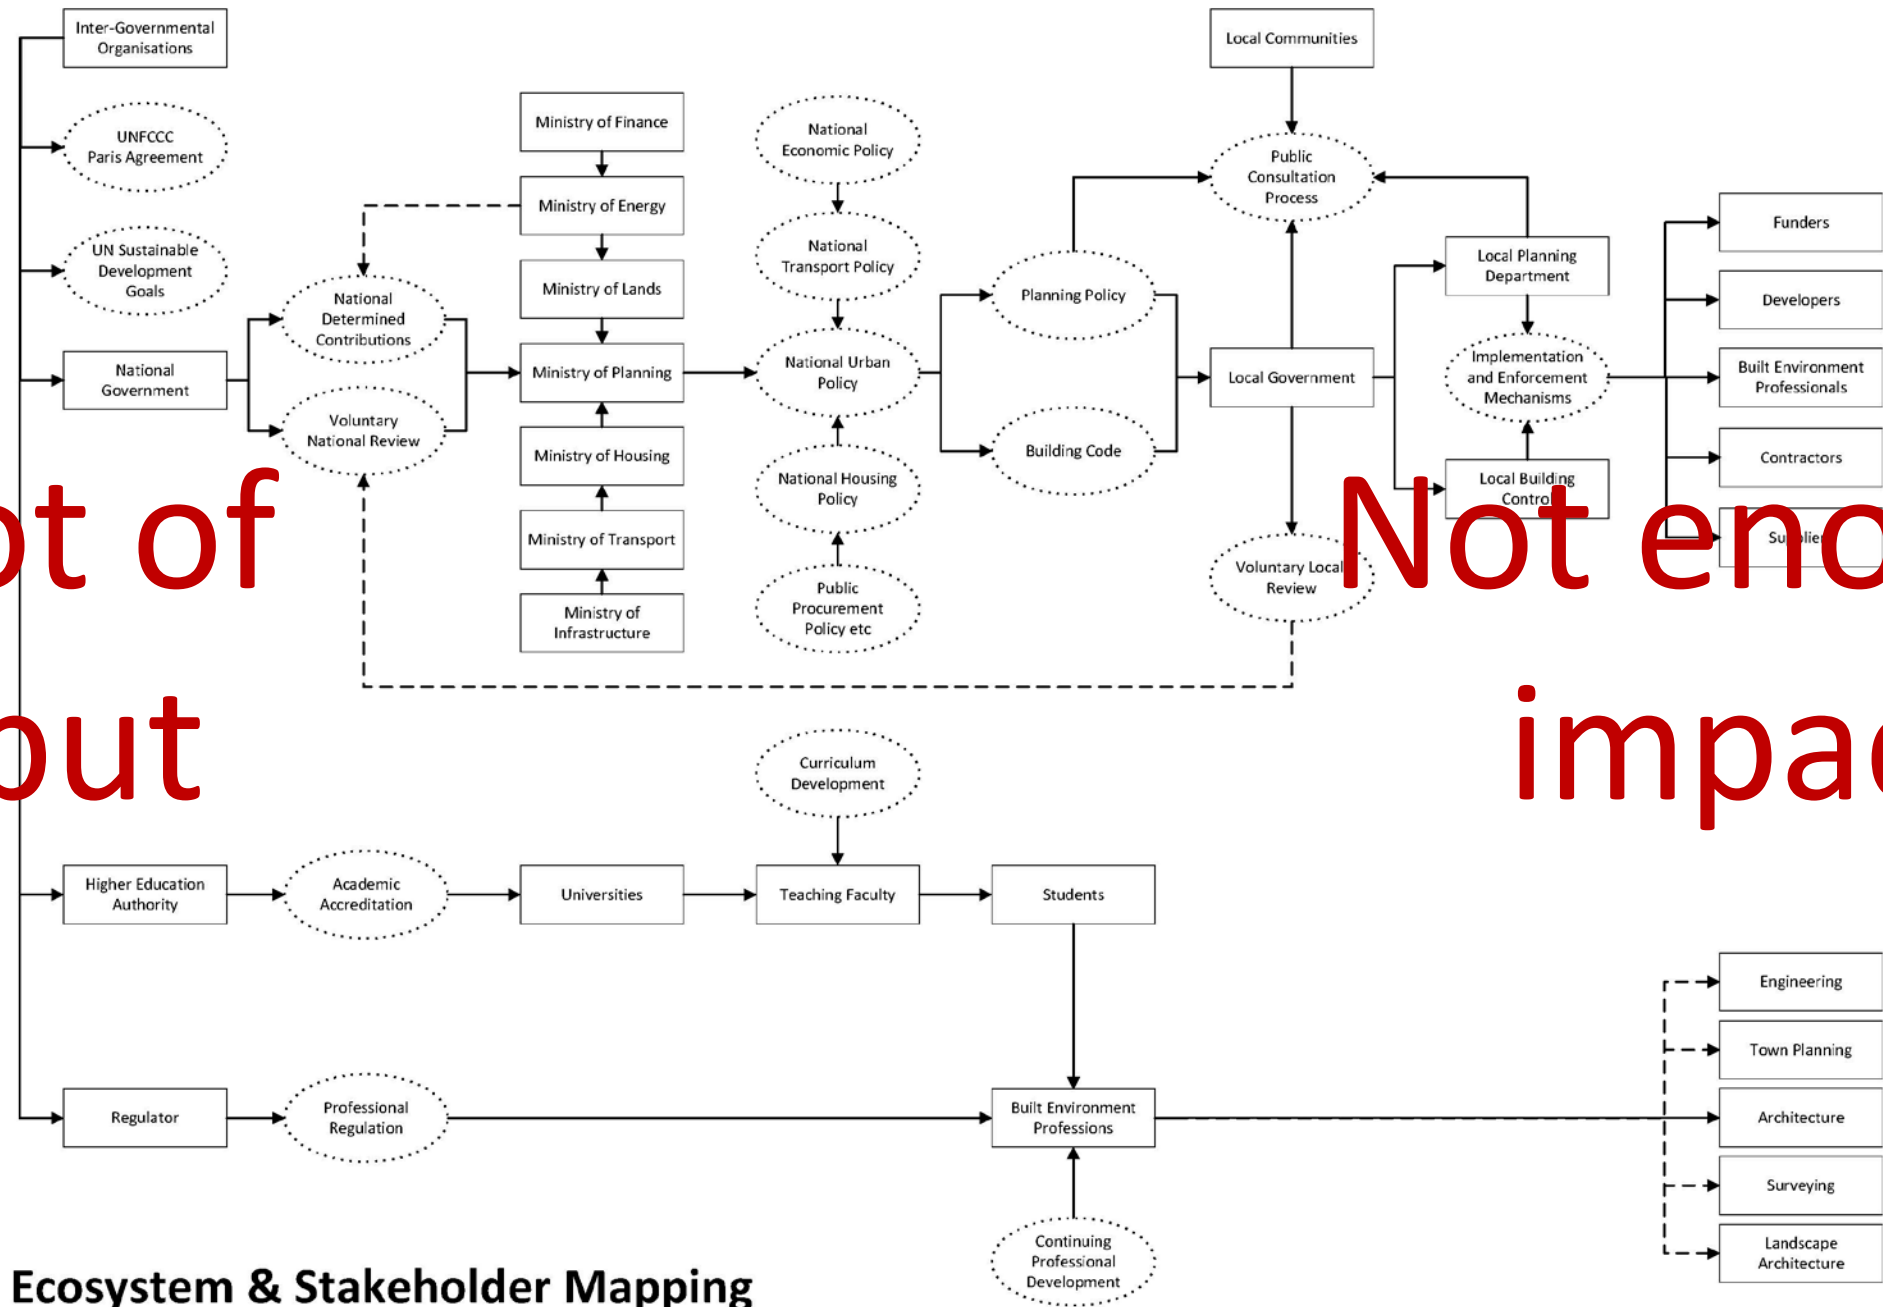 Inter-Governmental
Organisations
UNFCCC
Paris Agreement
UN Sustainable
Development
Goals
National
Government
National
Determined
Contributions
Voluntary
National Review
Ministry of Finance
Ministry of Energy
Ministry of Lands
Ministry of Planning
Ministry of Housing
Ministry of Transport
Ministry of
Infrastructure
National
Economic Policy
National
Transport Policy
National Urban
Policy
National Housing
Policy
Public
Procurement
Policy etc
Planning Policy
Building Code
Local Communities
Public
Consultation
Process
Local Government
Voluntary Local
Review
Local Planning
Department
Implementation
and Enforcement
Mechanisms
Local Building
Control
Funders
Developers
Built Environment
Professionals
Contractors
Suppliers
ot of
put
Not eno
impac
Curriculum
Development
Higher Education
Authority
Academic
Accreditation
Universities
Teaching Faculty
Students
Regulator
Professional
Regulation
Built Environment
Professions
Continuing
Professional
Development
Engineering
Town Planning
Architecture
Surveying
Landscape
Architecture
Ecosystem & Stakeholder Mapping